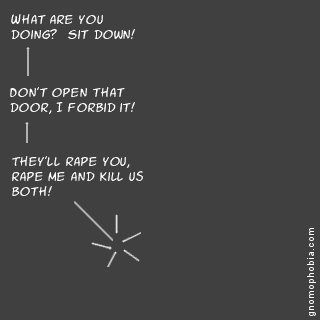 WHAT ARE YOU
DOING? SIT DOWN!
DON'T OPEN THAT
DOOR, I FORBID IT!
THEY'LL RAPE YOU,
RAPE ME AND KILL US
BOTH!
gnomophobia.com